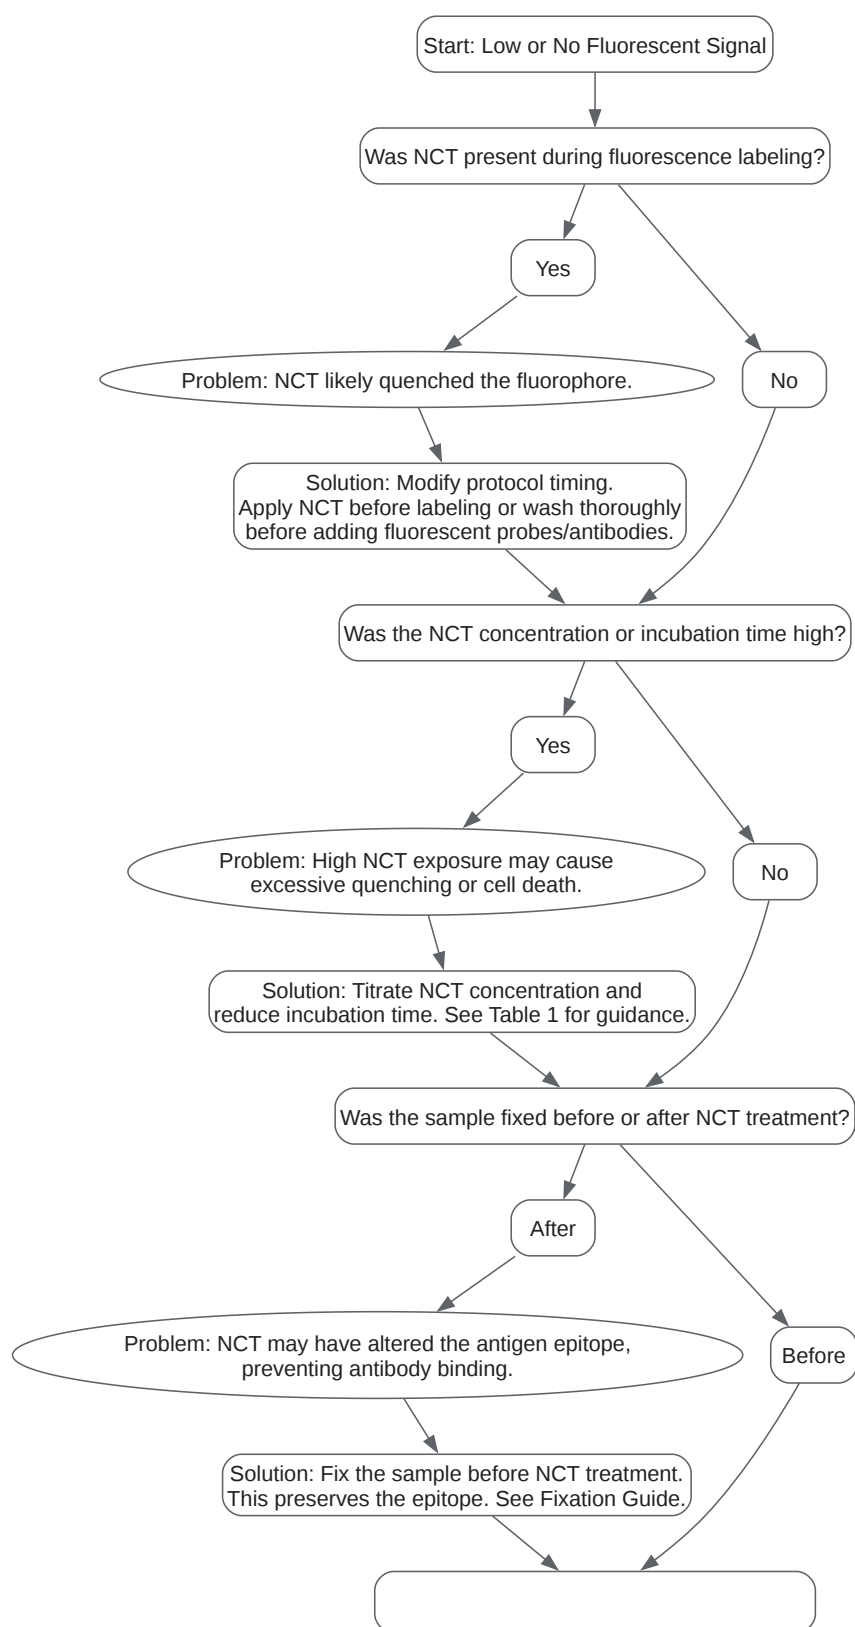 Start: Low or No Fluorescent Signal
Was NCT present during fluorescence labeling?
Yes
Problem: NCT likely quenched the fluorophore.
No
Solution: Modify protocol timing.
Apply NCT before labeling or wash thoroughly
before adding fluorescent probes/antibodies.
Was the NCT concentration or incubation time high?
Yes
Problem: High NCT exposure may cause
excessive quenching or cell death.
No
Solution: Titrate NCT concentration and
reduce incubation time. See Table 1 for guidance.
Was the sample fixed before or after NCT treatment?
After
Problem: NCT may have altered the antigen epitope,
preventing antibody binding.
Before
Solution: Fix the sample before NCT treatment.
This preserves the epitope. See Fixation Guide.